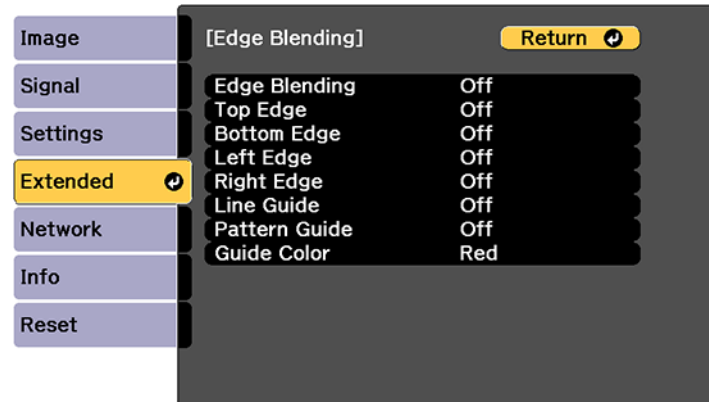 Image
Signal
Settings
Extended
Network
Info
Reset
[Edge Blending] Return
Edge Blending Off
Top Edge Off
Bottom Edge Off
Left Edge Off
Right Edge Off
Line Guide Off
Pattern Guide Off
Guide Color Red